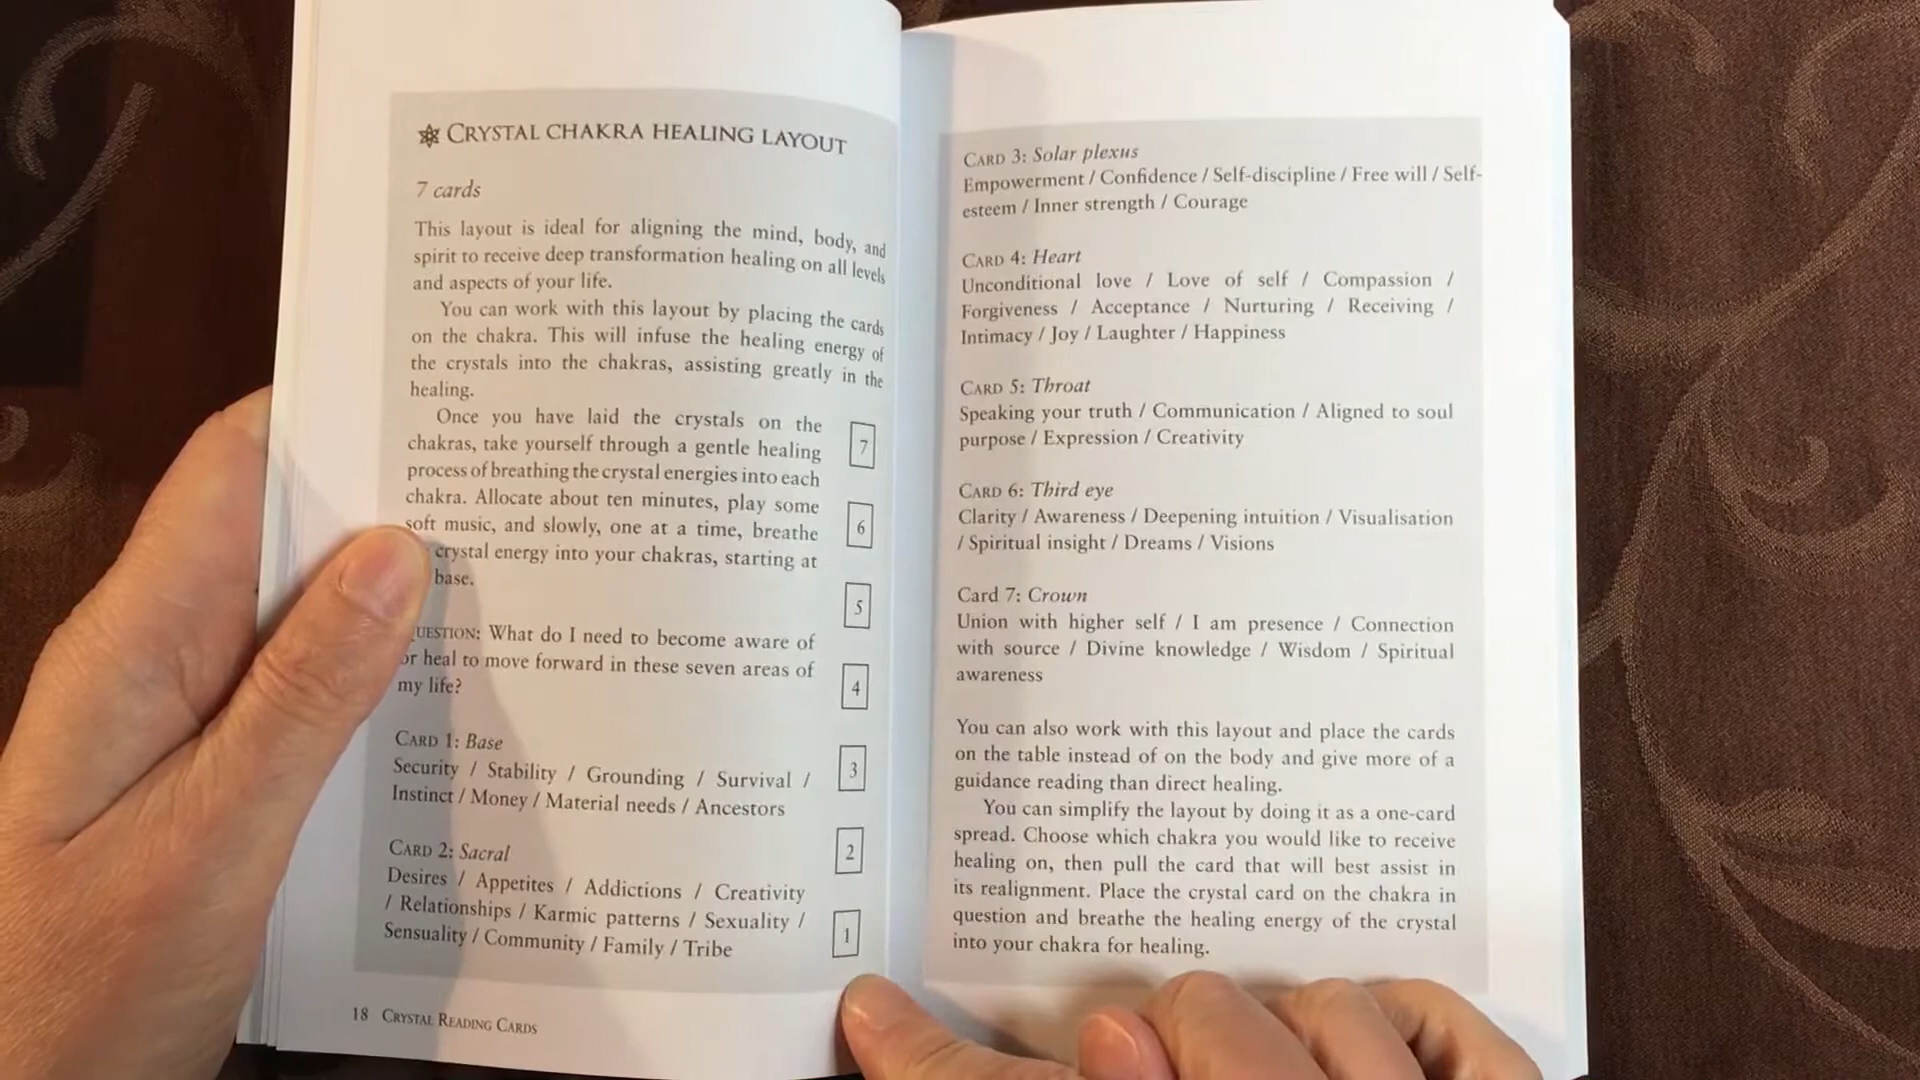 CRYSTAL CHAKRA HEALING LAYOUT
7 cards
This layout is ideal for aligning the mind, body, and
spirit to receive deep transformation healing on all levels
and aspects of your life.
You can work with this layout by placing the cards
on the chakra. This will infuse the healing energy of
the crystals into the chakras, assisting greatly in the
healing.
Once you have laid the crystals on the
chakras, take yourself through a gentle healing
process of breathing the crystal energies into each
chakra. Allocate about ten minutes, play some
soft music, and slowly, one at a time, breathe
crystal energy into your chakras, starting at
base.
UESTION: What do I need to become aware of
or heal to move forward in these seven areas of
my life?
CARD 1: Base
Security / Stability / Grounding / Survival /
Instinct / Money / Material needs / Ancestors
CARD 2: Sacral
Desires / Appetites / Addictions / Creativity
/ Relationships / Karmic patterns / Sexuality /
Sensuality / Community / Family / Tribe
7
6
5
4
3
2
1
18 CRYSTAL READING CARDS
CARD 3: Solar plexus
Empowerment / Confidence / Self-discipline / Free will / Self-
esteem / Inner strength / Courage
CARD 4: Heart
Unconditional love / Love of self / Compassion /
Forgiveness / Acceptance / Nurturing / Receiving /
Intimacy / Joy / Laughter / Happiness
CARD 5: Throat
Speaking your truth / Communication / Aligned to soul
purpose / Expression / Creativity
CARD 6: Third eye
Clarity / Awareness / Deepening intuition / Visualisation
/ Spiritual insight / Dreams / Visions
Card 7: Crown
Union with higher self / I am presence / Connection
with source / Divine knowledge / Wisdom / Spiritual
awareness
You can also work with this layout and place the cards
on the table instead of on the body and give more of a
guidance reading than direct healing.
You can simplify the layout by doing it as a one-card
spread. Choose which chakra you would like to receive
healing on, then pull the card that will best assist in
its realignment. Place the crystal card on the chakra in
question and breathe the healing energy of the crystal
into your chakra for healing.